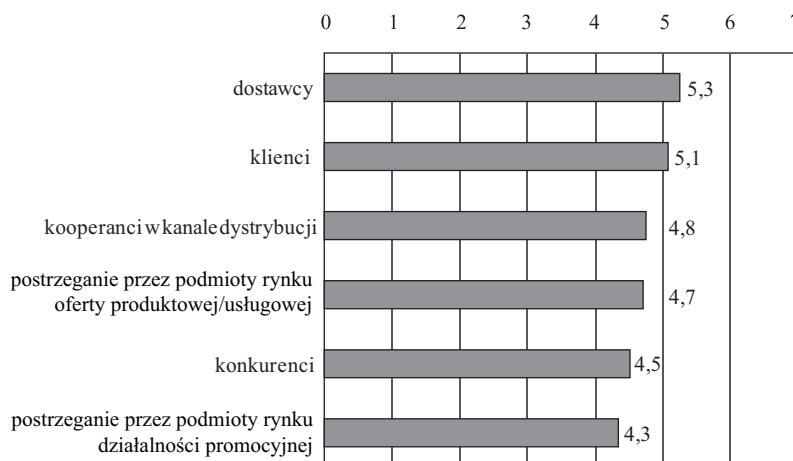 0 1 2 3 4 5 6 7
dostawcy 5,3
klienci 5,1
kooperanci w kanale dystrybucji 4,8
postrzeganie przez podmioty rynku
oferty produktowej/usługowej 4,7
konkurenci 4,5
postrzeganie przez podmioty rynku
działalności promocyjnej 4,3